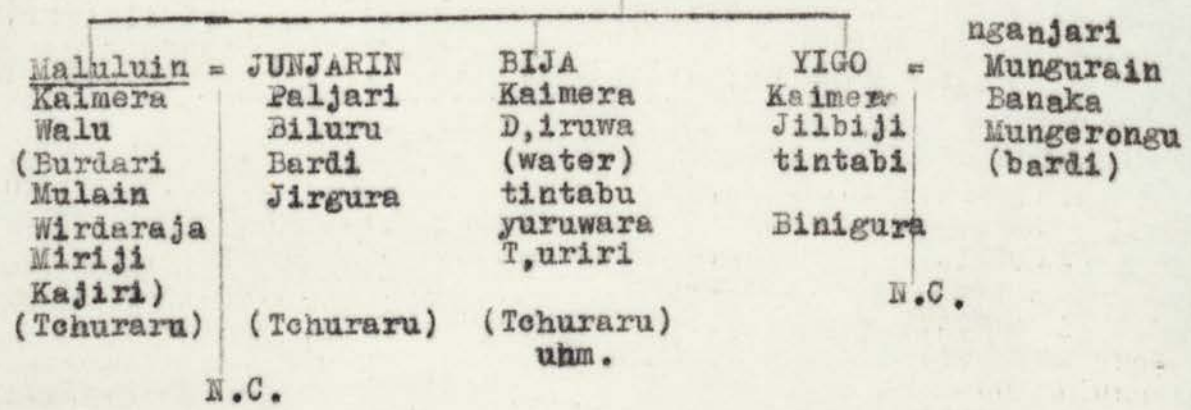 nganjari
Maluluin = JUNJARIN BIJA YIGO = Mungurain
Kaimera Paljari Kaimera Kaimera Banaka
Walu Biluru D,iruwa Jilbiji Mungerongu
(Burdari Bardi (water) tintabi (bardi)
Mulain Jirgura tintabu
Wirdaraja yuruwara Binigura
Miriji T,uriri
Kajiri) N.C.
(Tchuraru) (Tchuraru) (Tchuraru)
uhm.
N.C.